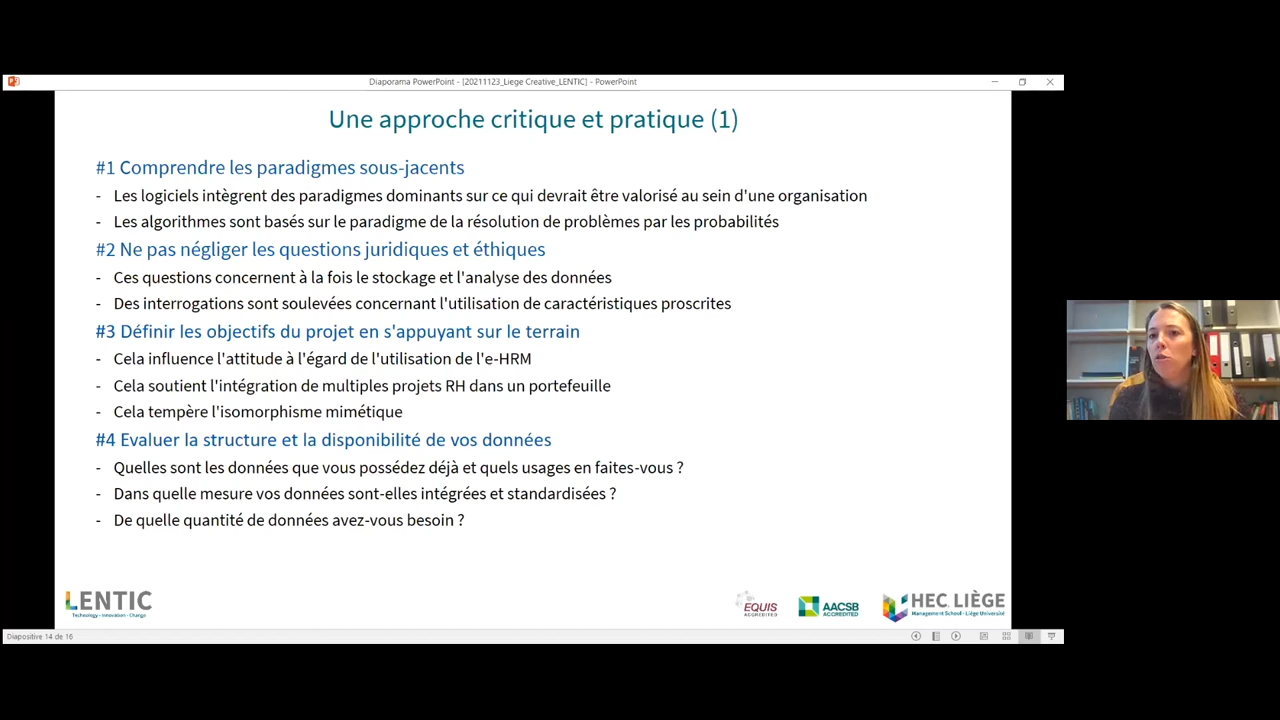 Diaporama PowerPoint - [20211123_Liege Creative_LENTIC] - PowerPoint
Une approche critique et pratique (1)
#1 Comprendre les paradigmes sous-jacents
- Les logiciels intègrent des paradigmes dominants sur ce qui devrait être valorisé au sein d'une organisation
- Les algorithmes sont basés sur le paradigme de la résolution de problèmes par les probabilités
#2 Ne pas négliger les questions juridiques et éthiques
- Ces questions concernent à la fois le stockage et l'analyse des données
- Des interrogations sont soulevées concernant l'utilisation de caractéristiques proscrites
#3 Définir les objectifs du projet en s'appuyant sur le terrain
- Cela influence l'attitude à l'égard de l'utilisation de l'e-HRM
- Cela soutient l'intégration de multiples projets RH dans un portefeuille
- Cela tempère l'isomorphisme mimétique
#4 Evaluer la structure et la disponibilité de vos données
- Quelles sont les données que vous possédez déjà et quels usages en faites-vous ?
- Dans quelle mesure vos données sont-elles intégrées et standardisées ?
- De quelle quantité de données avez-vous besoin ?
LENTIC
Technology - Innovation - Change
EQUIS
ACCREDITED
AACSB
ACCREDITED
HEC.LIÈGE
Management School - Liège Université
Diapositive 14 de 16